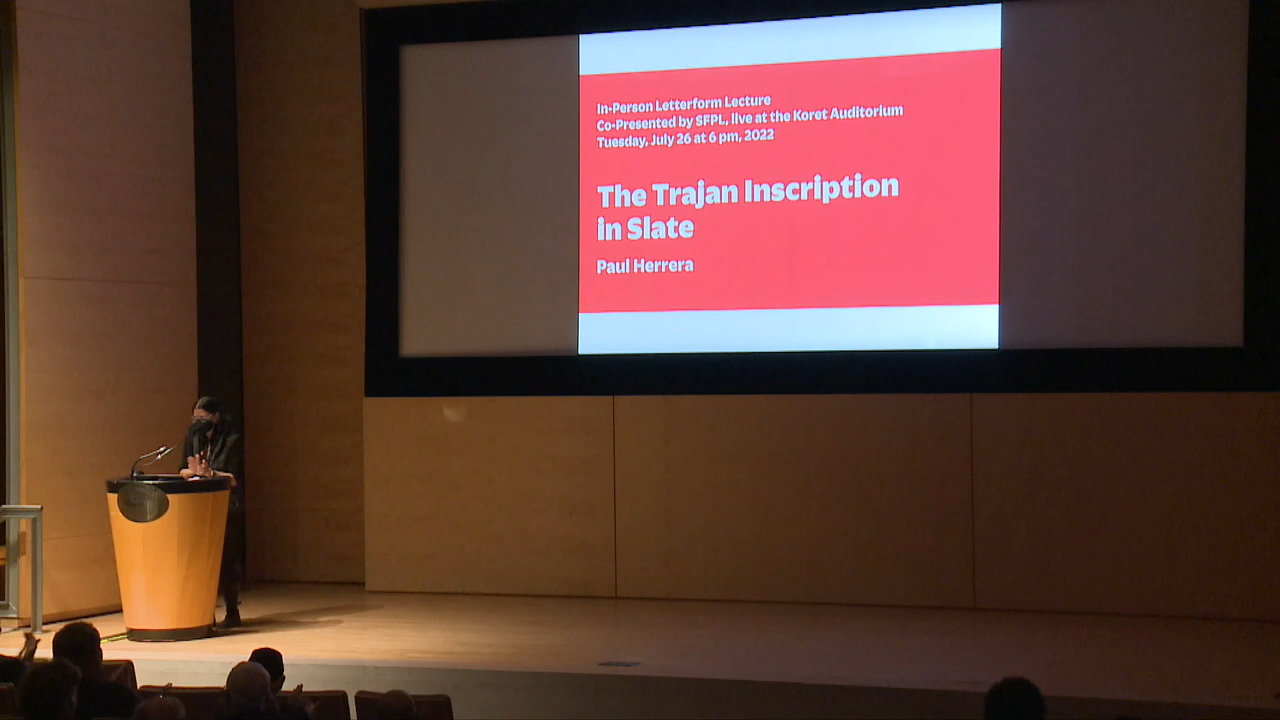 In-Person Letterform Lecture
Co-Presented by SFPL, live at the Koret Auditorium
Tuesday, July 26 at 6 pm, 2022
The Trajan Inscription
in Slate
Paul Herrera